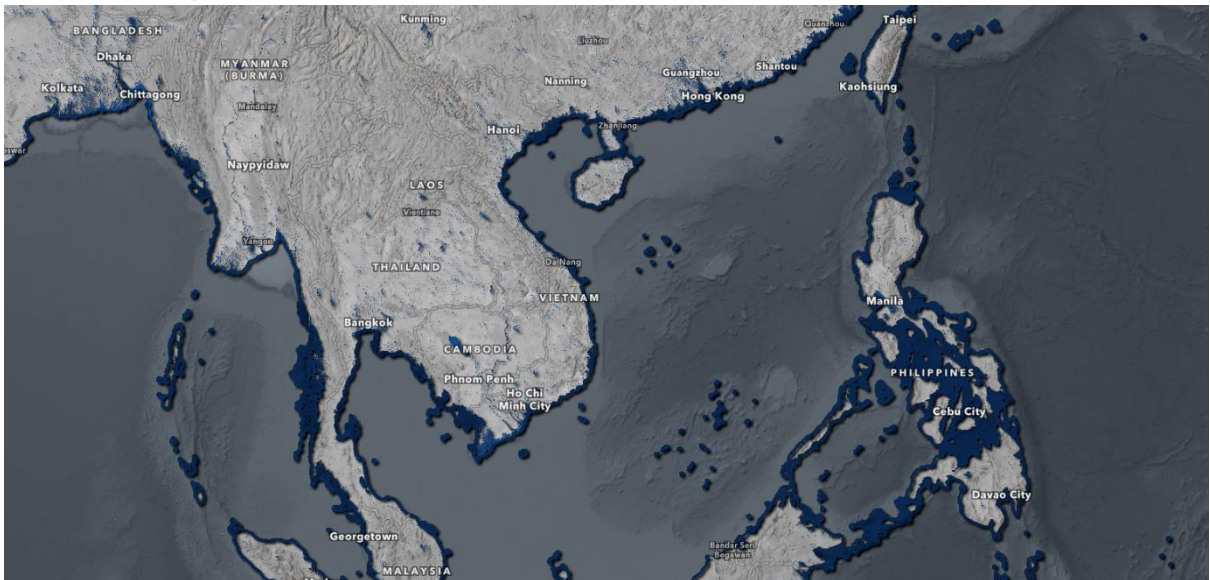 Kunming
Taipei
Quanzhou
BANGLADESH
Liuzhou
Dhaka
MYANMAR
(BURMA)
Shantou
Guangzhou
Nanning
Kolkata
Chittagong
Kaohsiung
Hong Kong
Mandalay
Zhanjiang
Hanoi
eswar
Naypyidaw
LAOS
Vientiane
Yangon
Da Nang
THAILAND
VIETNAM
Manila
Bangkok
CAMBODIA
PHILIPPINES
Phnom Penh
Ho Chi
Minh City
Cebu City
Davao City
Georgetown
Bandar Seri
Begawan
MALAYSIA